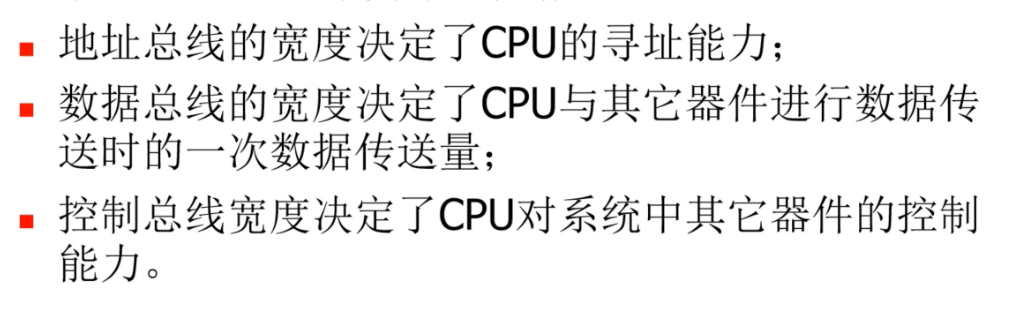 地址总线的宽度决定了CPU的寻址能力；
数据总线的宽度决定了CPU与其它器件进行数据传
送时的一次数据传送量；
控制总线宽度决定了CPU对系统中其它器件的控制
能力。